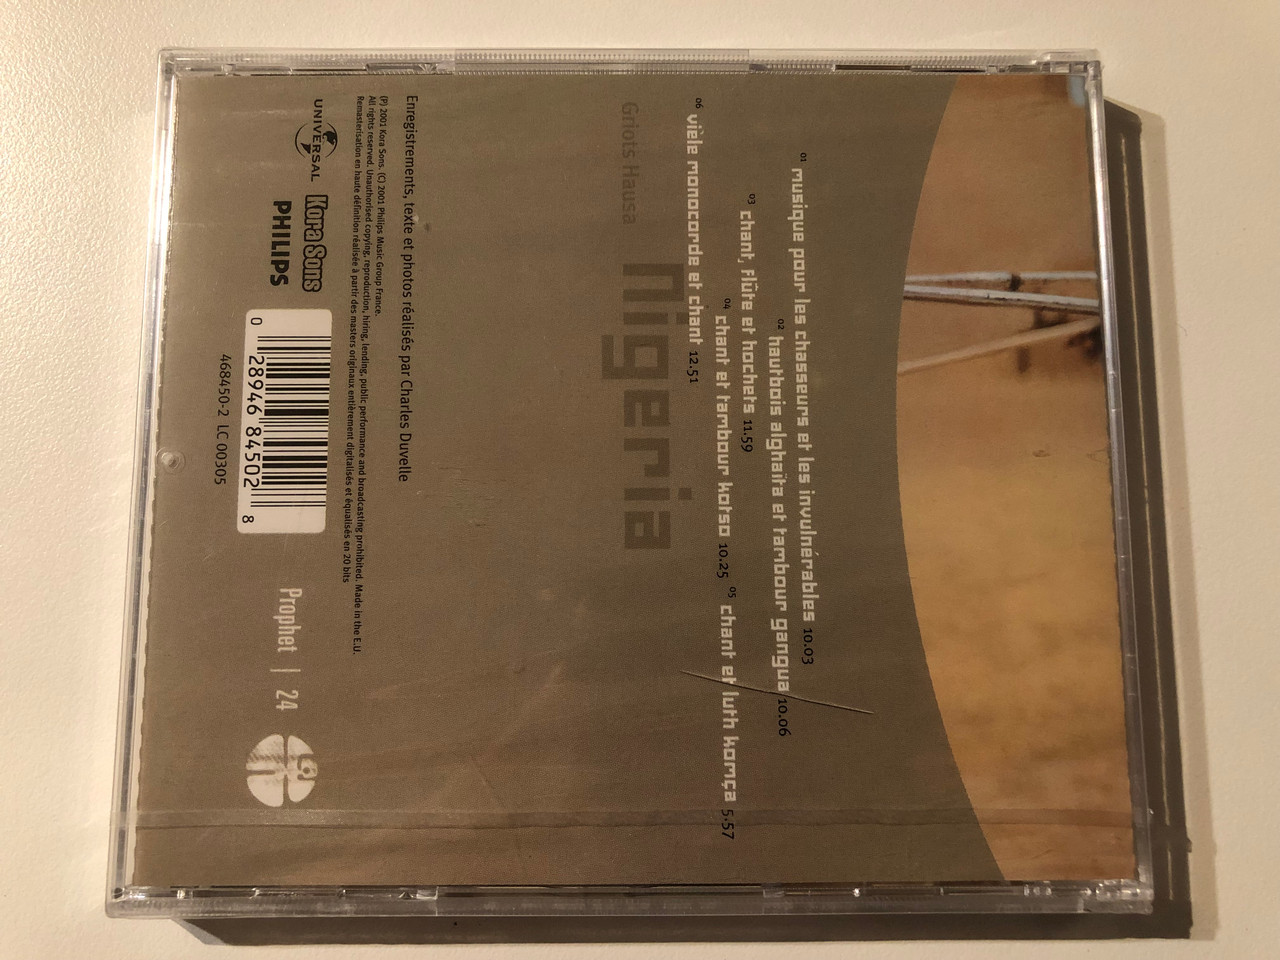 01 musique pour les chasseurs et les invulnérables 10.03
02 hautbois alghaïta et tambour gangua 10.06
03 chant, flûte et hochets 11.59
04 chant et tambour kotso 10.25
05 chant et luth komça 5.57
06 vièle monocorde et chant 12.51
Griots Hausa
nigeria
Enregistrements, texte et photos réalisés par Charles Duvelle
(P) 2001 Kora Sons. (C) 2001 Philips Music Group France.
All rights reserved. Unauthorised copying, reproduction, hiring, lending, public performance and broadcasting prohibited. Made in the E.U.
Remasterisation en haute définition réalisée à partir des masters originaux entièrement digitalisés et équalisés en 20 bits
UNIVERSAL
Kora Sons
PHILIPS
0 28946 84502 8
468450-2 LC 00305
Prophet | 24